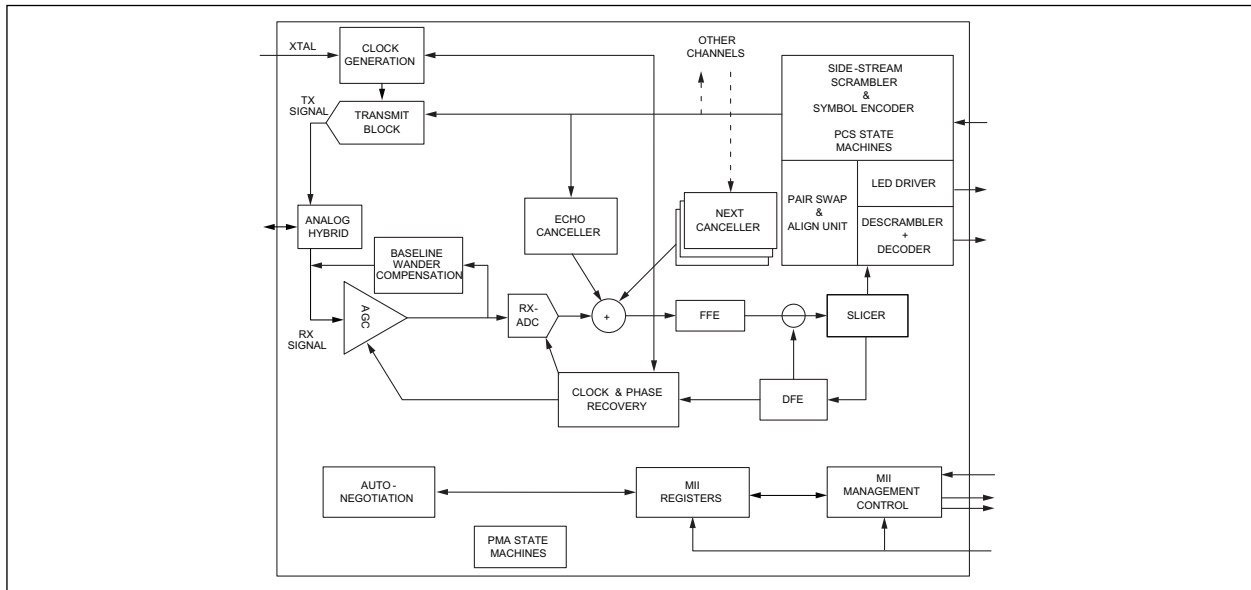 XTAL
CLOCK
GENERATION
OTHER
CHANNELS
SIDE-STREAM
SCRAMBLER
&
SYMBOL ENCODER
PCS STATE
MACHINES
TX
SIGNAL
TRANSMIT
BLOCK
LED DRIVER
PAIR SWAP
&
ALIGN UNIT
DESCRAMBLER
+
DECODER
ANALOG
HYBRID
ECHO
CANCELLER
NEXT
CANCELLER
BASELINE
WANDER
COMPENSATION
AGC
RX
SIGNAL
RX-
ADC
+
FFE
SLICER
CLOCK & PHASE
RECOVERY
DFE
AUTO -
NEGOTIATION
MII
REGISTERS
MII
MANAGEMENT
CONTROL
PMA STATE
MACHINES